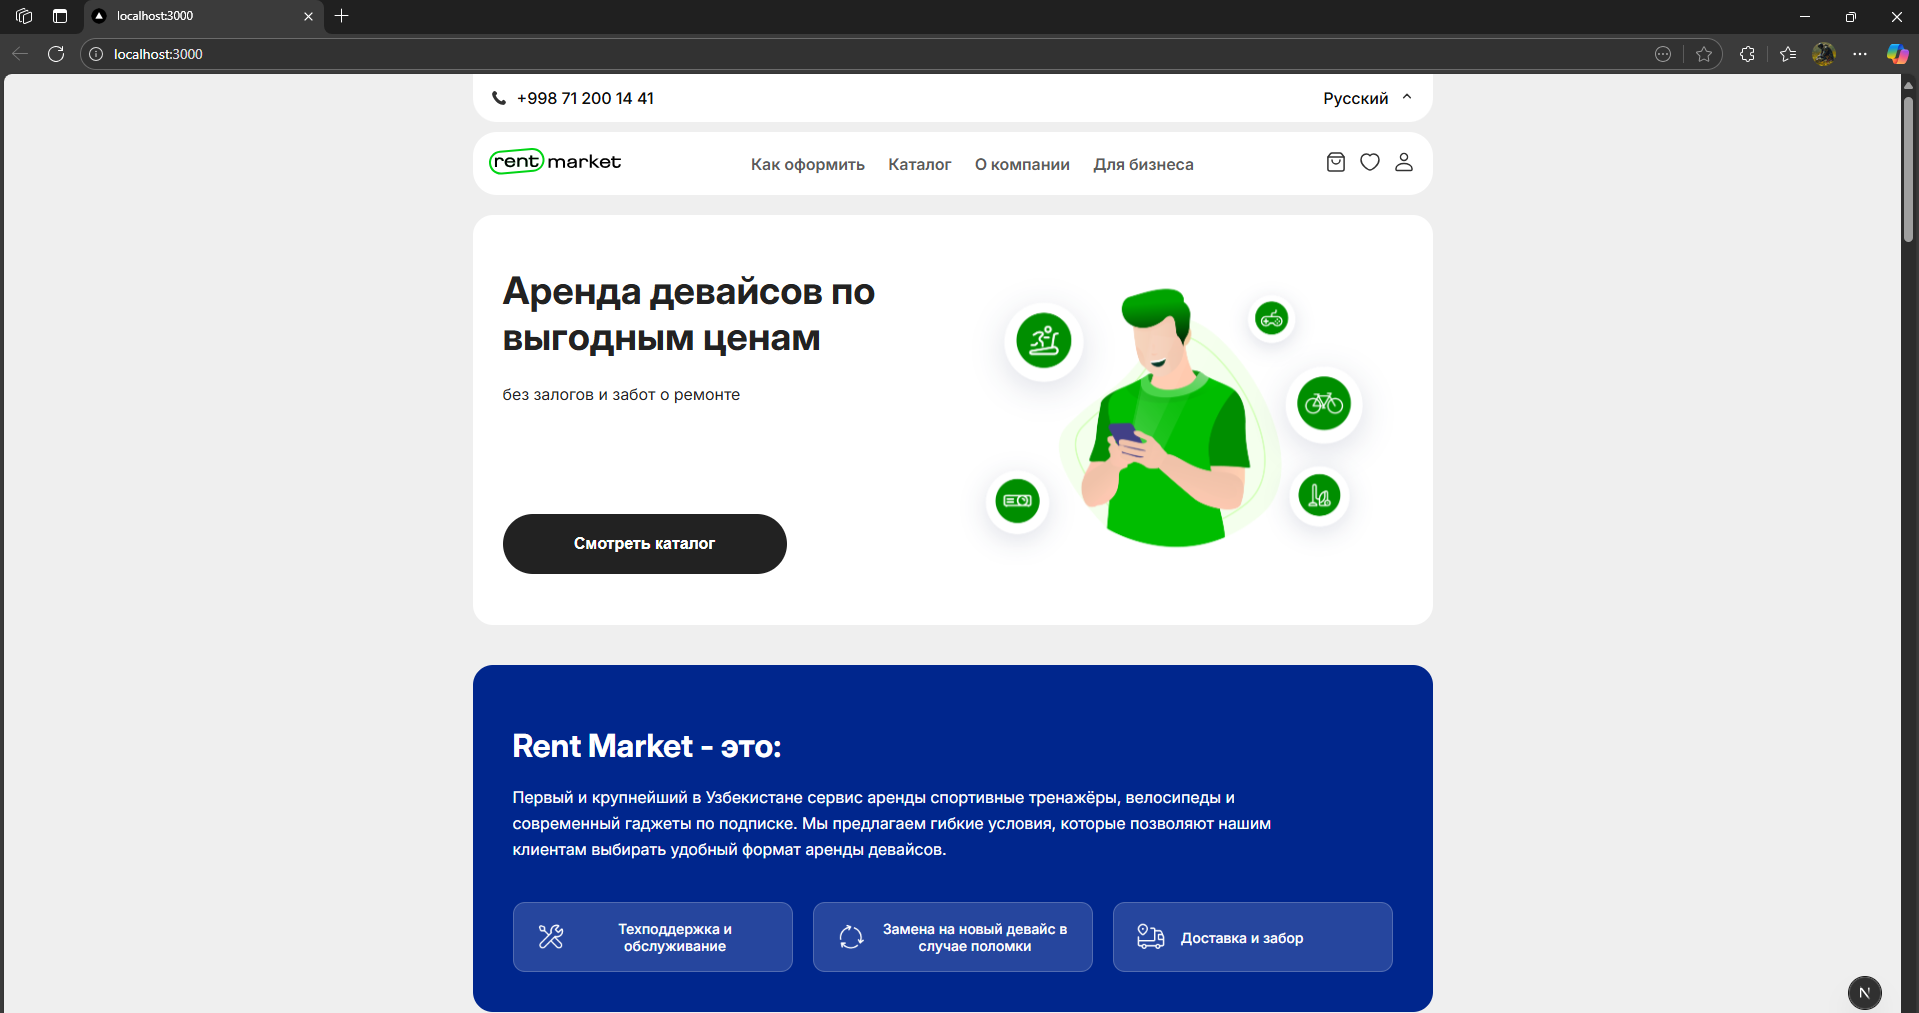 localhost:3000
localhost:3000
+998 71 200 14 41
Русский
rent market
Как оформить
Каталог
О компании
Для бизнеса
Аренда девайсов по
выгодным ценам
без залогов и забот о ремонте
Смотреть каталог
Rent Market - это:
Первый и крупнейший в Узбекистане сервис аренды спортивные тренажёры, велосипеды и
современный гаджеты по подписке. Мы предлагаем гибкие условия, которые позволяют нашим
клиентам выбирать удобный формат аренды девайсов.
Техподдержка и
обслуживание
Замена на новый девайс в
случае поломки
Доставка и забор
N